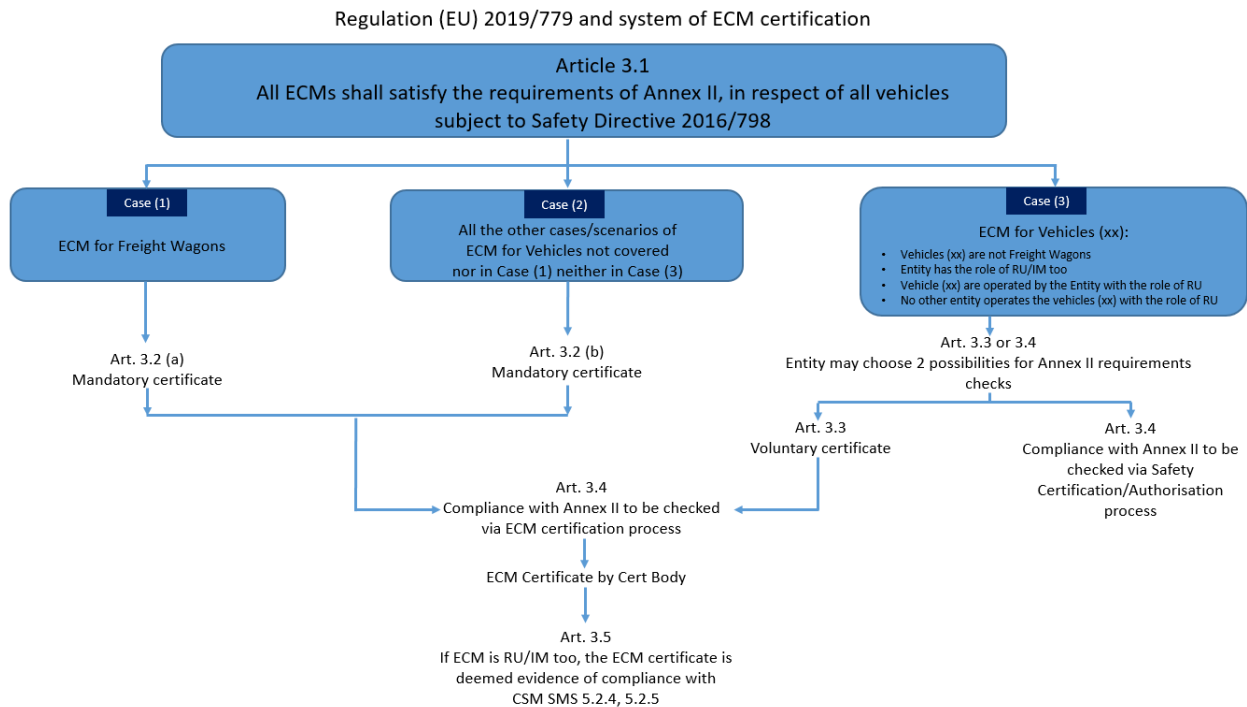 Regulation (EU) 2019/779 and system of ECM certification
Article 3.1
All ECMs shall satisfy the requirements of Annex II, in respect of all vehicles
subject to Safety Directive 2016/798
Case (1)
ECM for Freight Wagons
Case (2)
All the other cases/scenarios of
ECM for Vehicles not covered
nor in Case (1) neither in Case (3)
Case (3)
ECM for Vehicles (xx):
• Vehicles (xx) are not Freight Wagons
• Entity has the role of RU/IM too
• Vehicle (xx) are operated by the Entity with the role of RU
• No other entity operates the vehicles (xx) with the role of RU
Art. 3.2 (a)
Mandatory certificate
Art. 3.2 (b)
Mandatory certificate
Art. 3.3 or 3.4
Entity may choose 2 possibilities for Annex II requirements
checks
Art. 3.3
Voluntary certificate
Art. 3.4
Compliance with Annex II to be
checked via Safety
Certification/Authorisation
process
Art. 3.4
Compliance with Annex II to be checked
via ECM certification process
ECM Certificate by Cert Body
Art. 3.5
If ECM is RU/IM too, the ECM certificate is
deemed evidence of compliance with
CSM SMS 5.2.4, 5.2.5